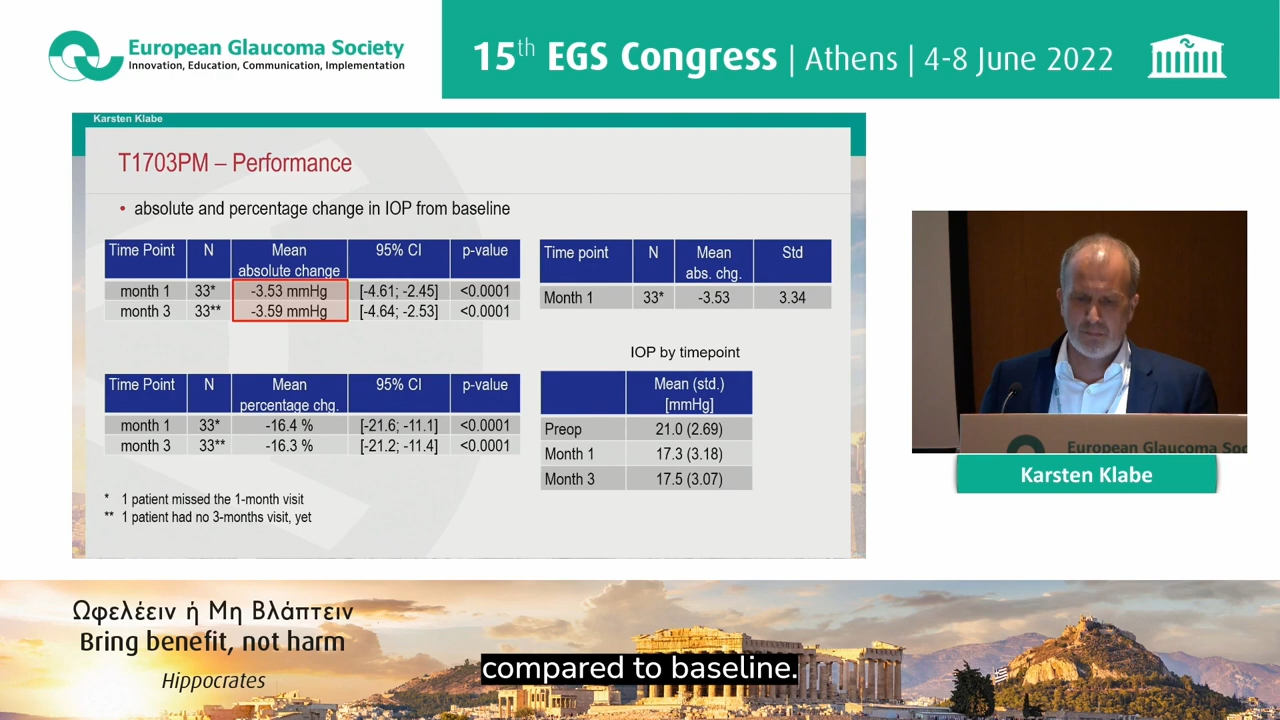 European Glaucoma Society
Innovation, Education, Communication, Implementation
15th EGS Congress | Athens | 4-8 June 2022
Karsten Klabe
T1703PM – Performance
• absolute and percentage change in IOP from baseline
Time Point N Mean absolute change 95% CI p-value
month 1 33* -3.53 mmHg [-4.61; -2.45] <0.0001
month 3 33** -3.59 mmHg [-4.64; -2.53] <0.0001
Time point N Mean abs. chg. Std
Month 1 33* -3.53 3.34
Time Point N Mean percentage chg. 95% CI p-value
month 1 33* -16.4 % [-21.6; -11.1] <0.0001
month 3 33** -16.3 % [-21.2; -11.4] <0.0001
IOP by timepoint
Mean (std.)
[mmHg]
Preop 21.0 (2.69)
Month 1 17.3 (3.18)
Month 3 17.5 (3.07)
* 1 patient missed the 1-month visit
** 1 patient had no 3-months visit, yet
European Glaucoma Soc
Karsten Klabe
Ωφελέειν ή Μη Βλάπτειν
Bring benefit, not harm
Hippocrates
compared to baseline.